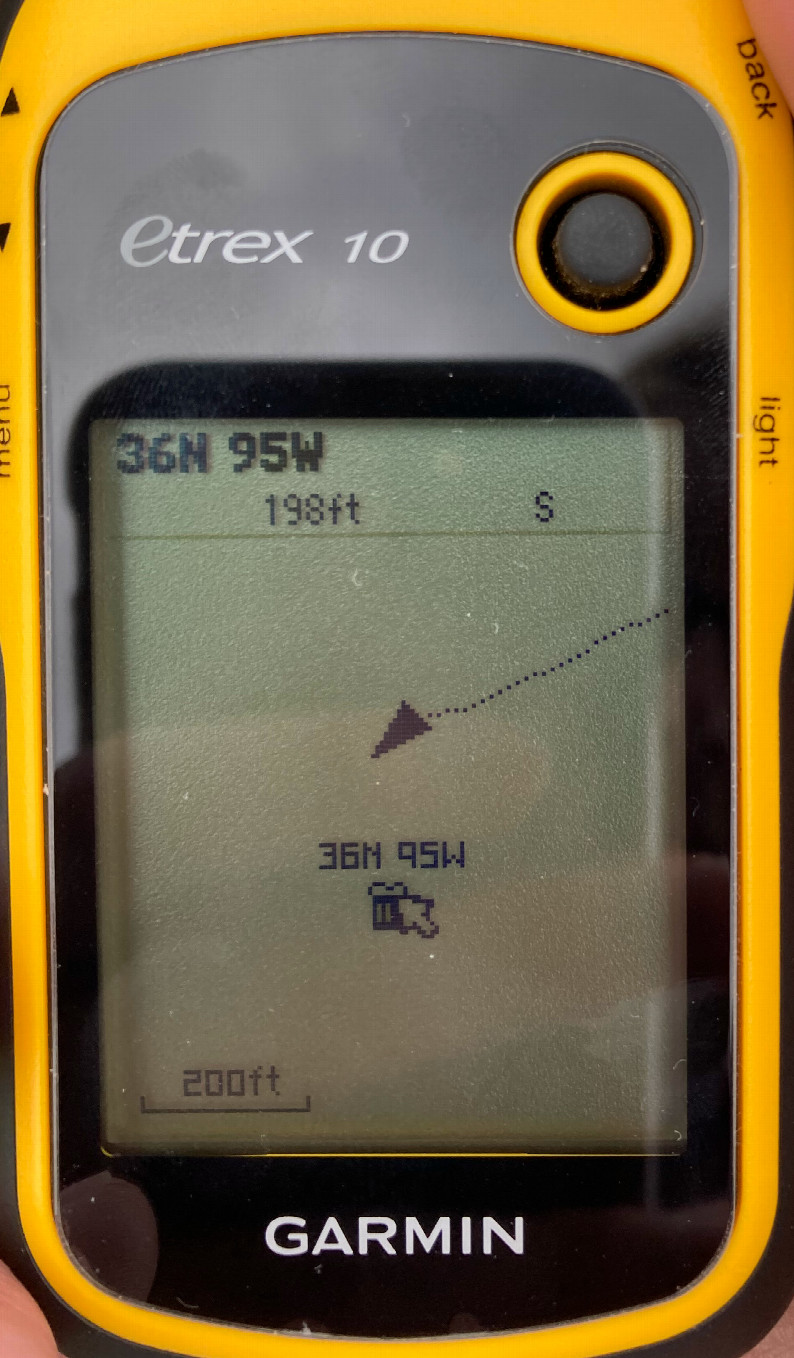 back
etrex 10
menu
light
36N 95W
198ft S
36N 95W
200ft
GARMIN